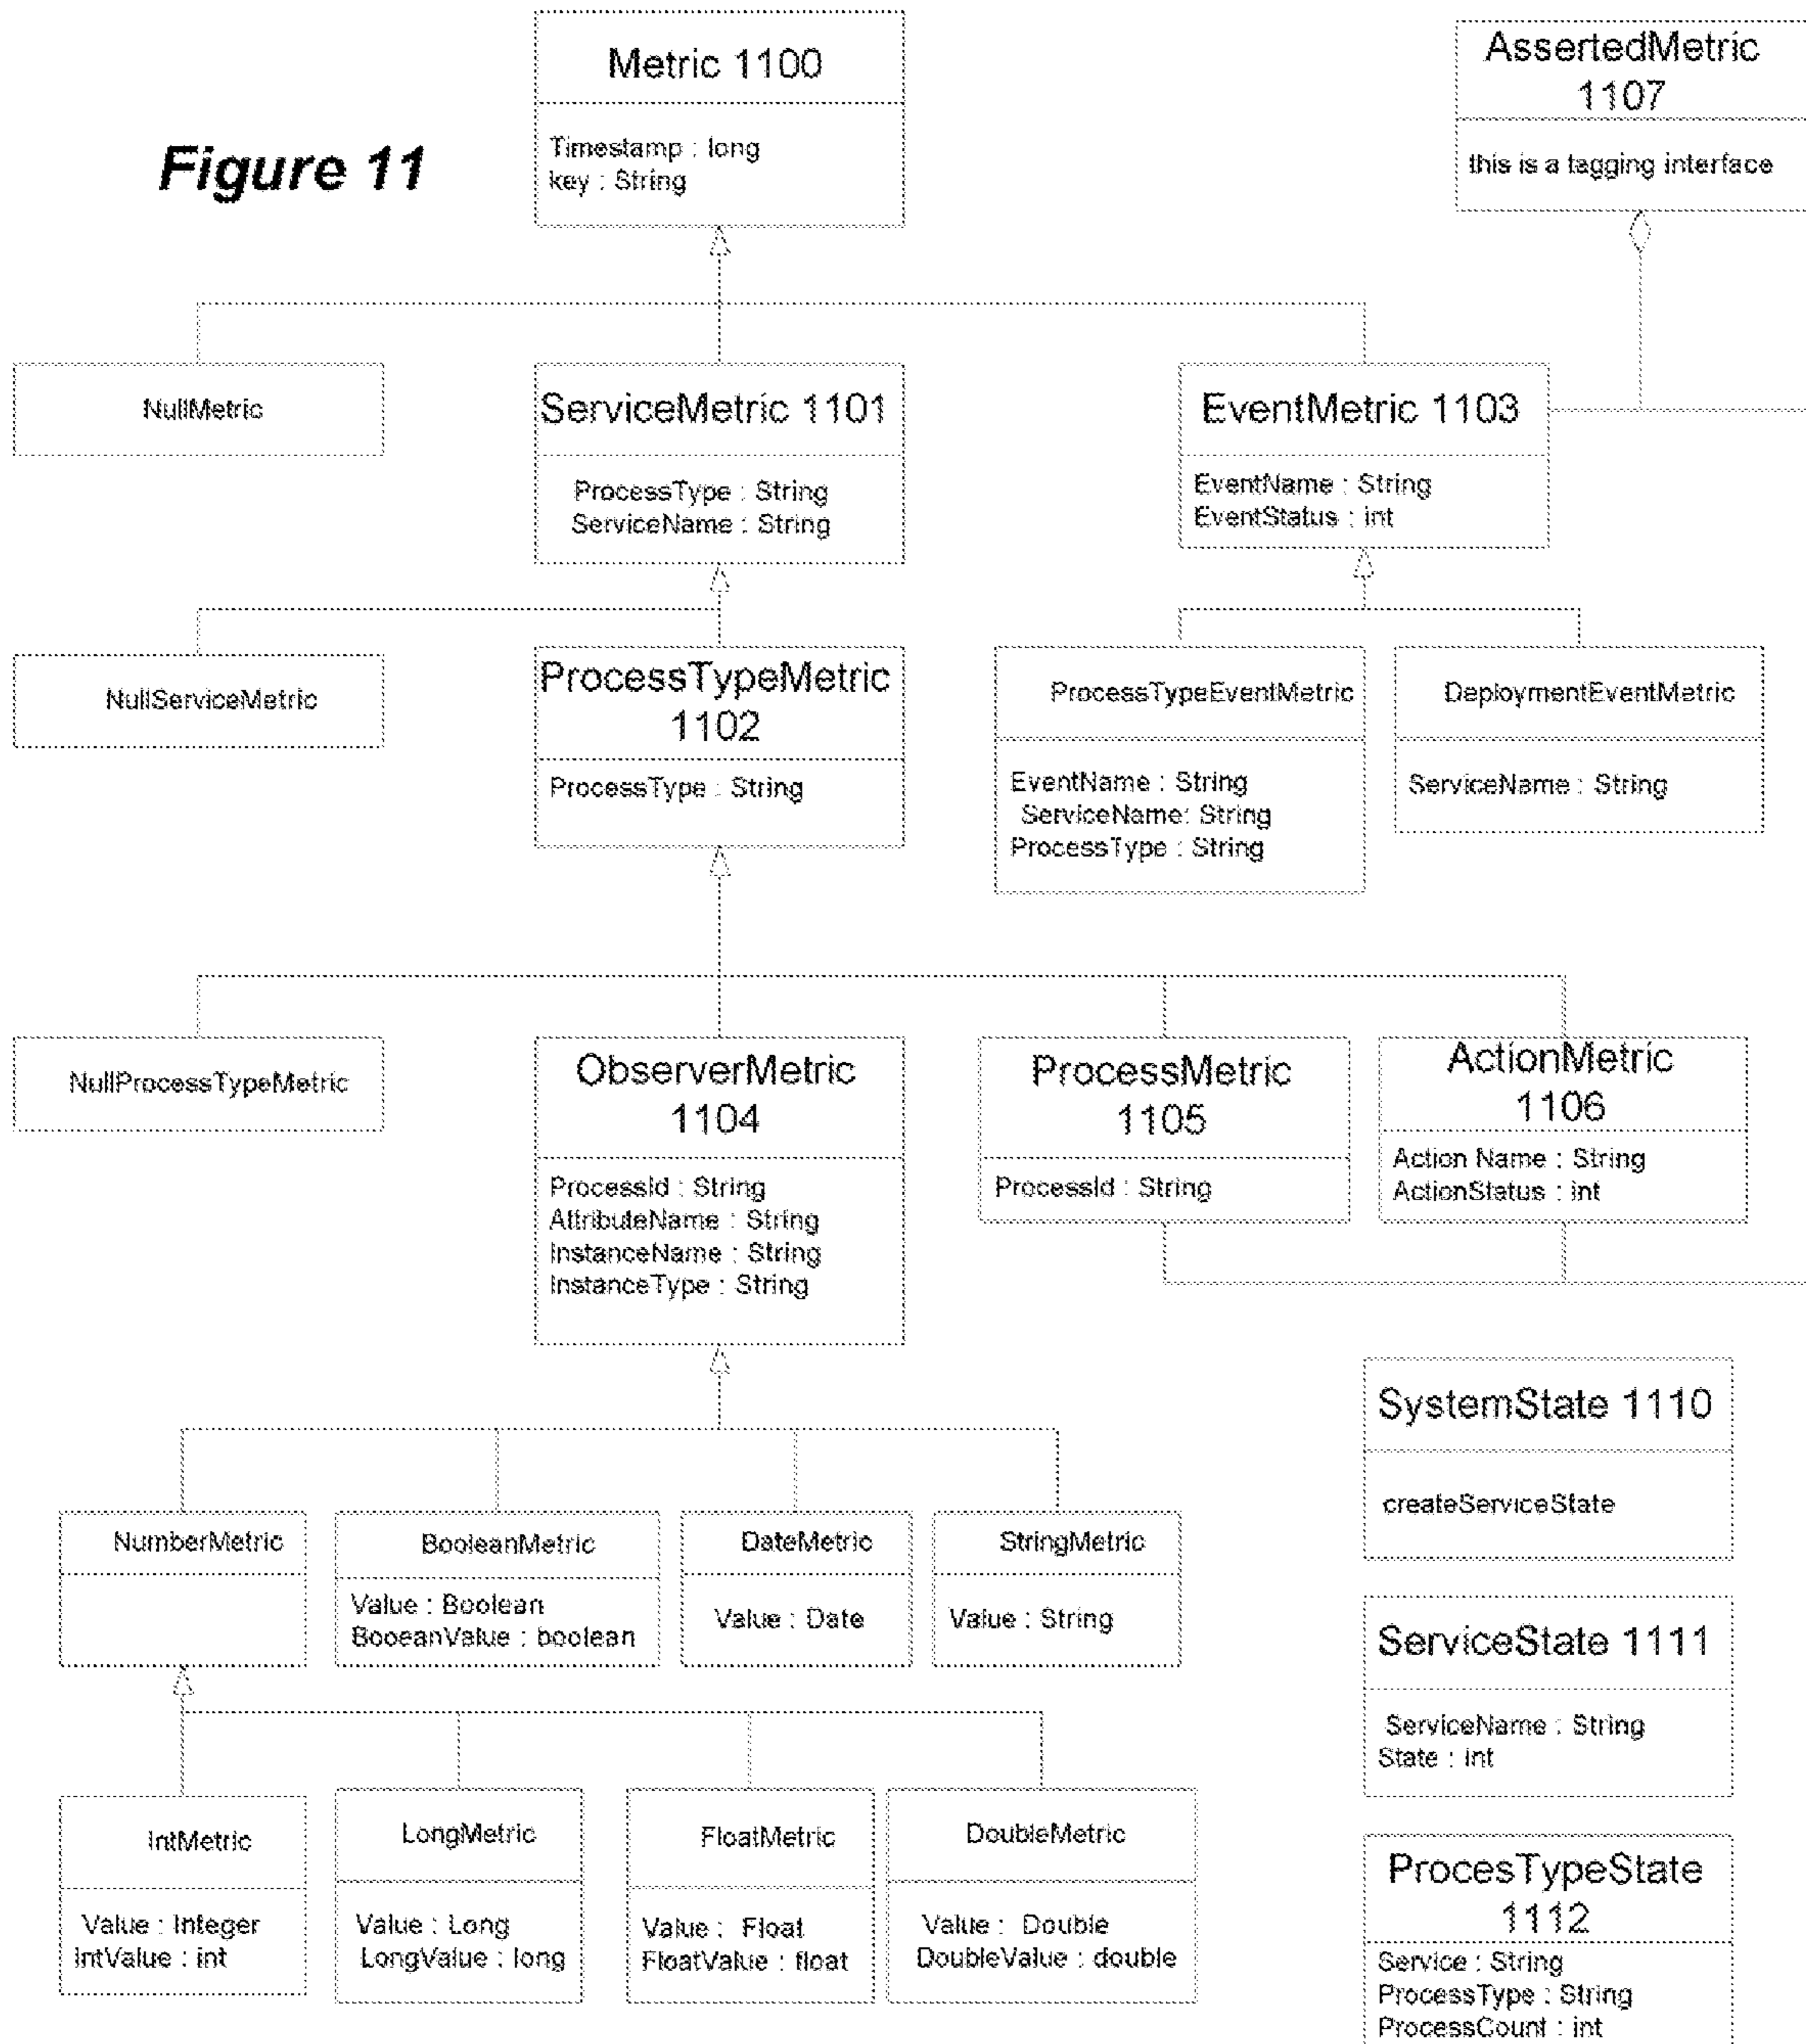 Figure 11
Metric 1100
Timestamp : long
key : String
AssertedMetric
1107
this is a tagging interface
NullMetric
ServiceMetric 1101
ProcessType : String
ServiceName : String
EventMetric 1103
EventName : String
EventStatus : int
NullServiceMetric
ProcessTypeMetric
1102
ProcessType : String
ProcessTypeEventMetric
EventName : String
ServiceName: String
ProcessType : String
DeploymentEventMetric
ServiceName : String
NullProcessTypeMetric
ObserverMetric
1104
ProcessId : String
AttributeName : String
InstanceName : String
InstanceType : String
ProcessMetric
1105
ProcessId : String
ActionMetric
1106
Action Name : String
ActionStatus : int
SystemState 1110
createServiceState
NumberMetric
BooleanMetric
Value : Boolean
BooeanValue : boolean
DateMetric
Value : Date
StringMetric
Value : String
ServiceState 1111
ServiceName : String
State : int
IntMetric
Value : Integer
IntValue : int
LongMetric
Value : Long
LongValue : long
FloatMetric
Value : Float
FloatValue : float
DoubleMetric
Value : Double
DoubleValue : double
ProcesTypeState
1112
Service : String
ProcessType : String
ProcessCount : int